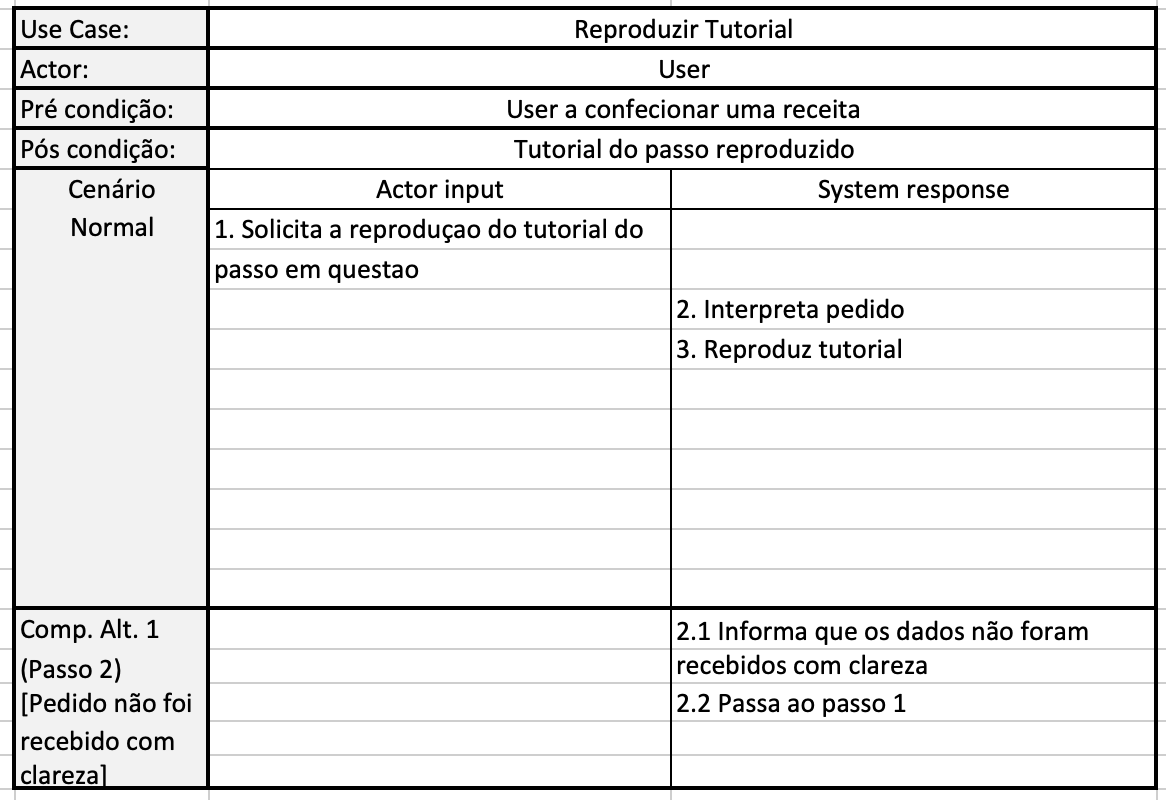 Use Case: Reproduzir Tutorial
Actor: User
Pré condição: User a confecionar uma receita
Pós condição: Tutorial do passo reproduzido
Cenário Normal
Actor input
System response
1. Solicita a reproduçao do tutorial do
passo em questao
2. Interpreta pedido
3. Reproduz tutorial
Comp. Alt. 1
(Passo 2)
[Pedido não foi
recebido com
clareza]
2.1 Informa que os dados não foram
recebidos com clareza
2.2 Passa ao passo 1